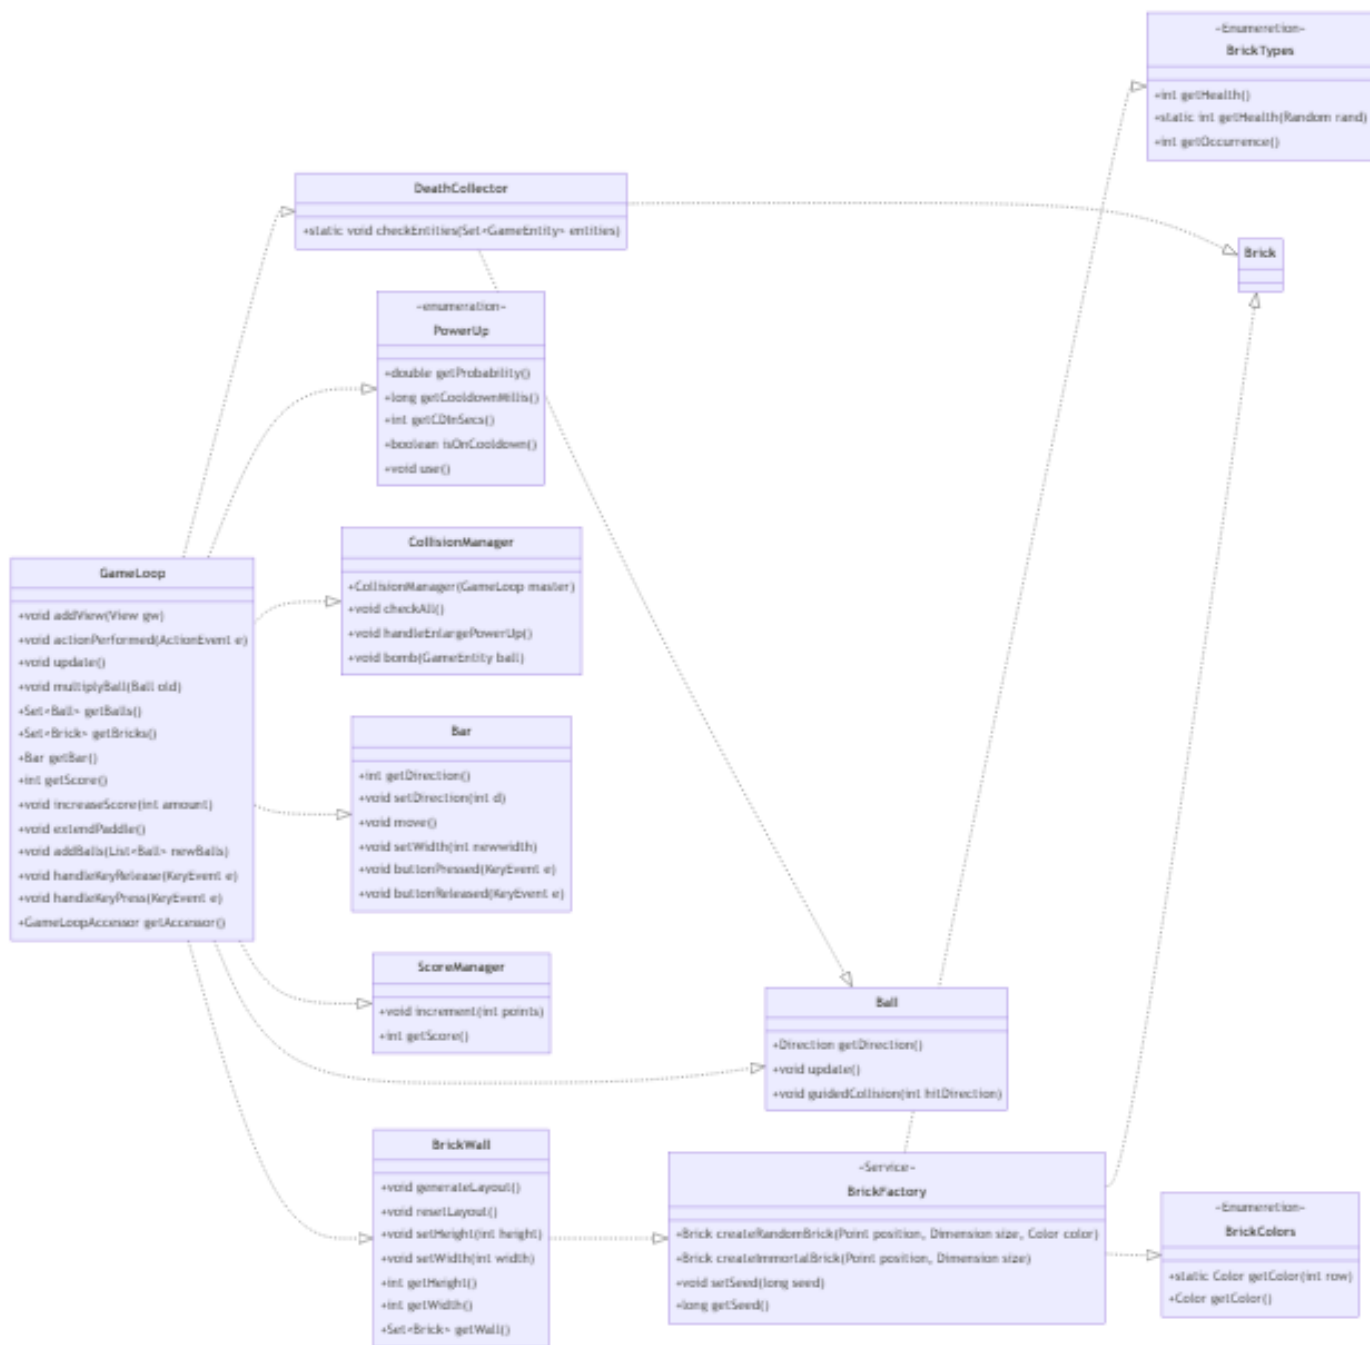 -Enumeretion-
BrickTypes
+int getHealth()
+static int getHealth(Random rand)
+int getOccurrence()
DeathCollector
+static void checkEntities(Set<GameEntity> entities)
Brick
-enumeration-
PowerUp
+double getProbability()
+long getCooldownMillis()
+int getCDInSecs()
+boolean isOnCooldown()
+void use()
CollisionManager
+CollisionManager(GameLoop master)
+void checkAll()
+void handleEnlargePowerUp()
+void bomb(GameEntity ball)
GameLoop
+void addView(View gw)
+void actionPerformed(ActionEvent e)
+void update()
+void multiplyBall(Ball old)
+Set<Ball> getBalls()
+Set<Brick> getBricks()
+Bar getBar()
+int getScore()
+void increaseScore(int amount)
+void extendPaddle()
+void addBalls(List<Ball> newBalls)
+void handleKeyRelease(KeyEvent e)
+void handleKeyPress(KeyEvent e)
+GameLoopAccessor getAccessor()
Bar
+int getDirection()
+void setDirection(int d)
+void move()
+void setWidth(int newwidth)
+void buttonPressed(KeyEvent e)
+void buttonReleased(KeyEvent e)
ScoreManager
+void increment(int points)
+int getScore()
Ball
+Direction getDirection()
+void update()
+void guidedCollision(int hitDirection)
BrickWall
+void generateLayout()
+void resetLayout()
+void setHeight(int height)
+void setWidth(int width)
+int getHeight()
+int getWidth()
+Set<Brick> getWall()
-Service-
BrickFactory
+Brick createRandomBrick(Point position, Dimension size, Color color)
+Brick createImmortalBrick(Point position, Dimension size)
+void setSeed(long seed)
+long getSeed()
-Enumeretion-
BrickColors
+static Color getColor(int row)
+Color getColor()